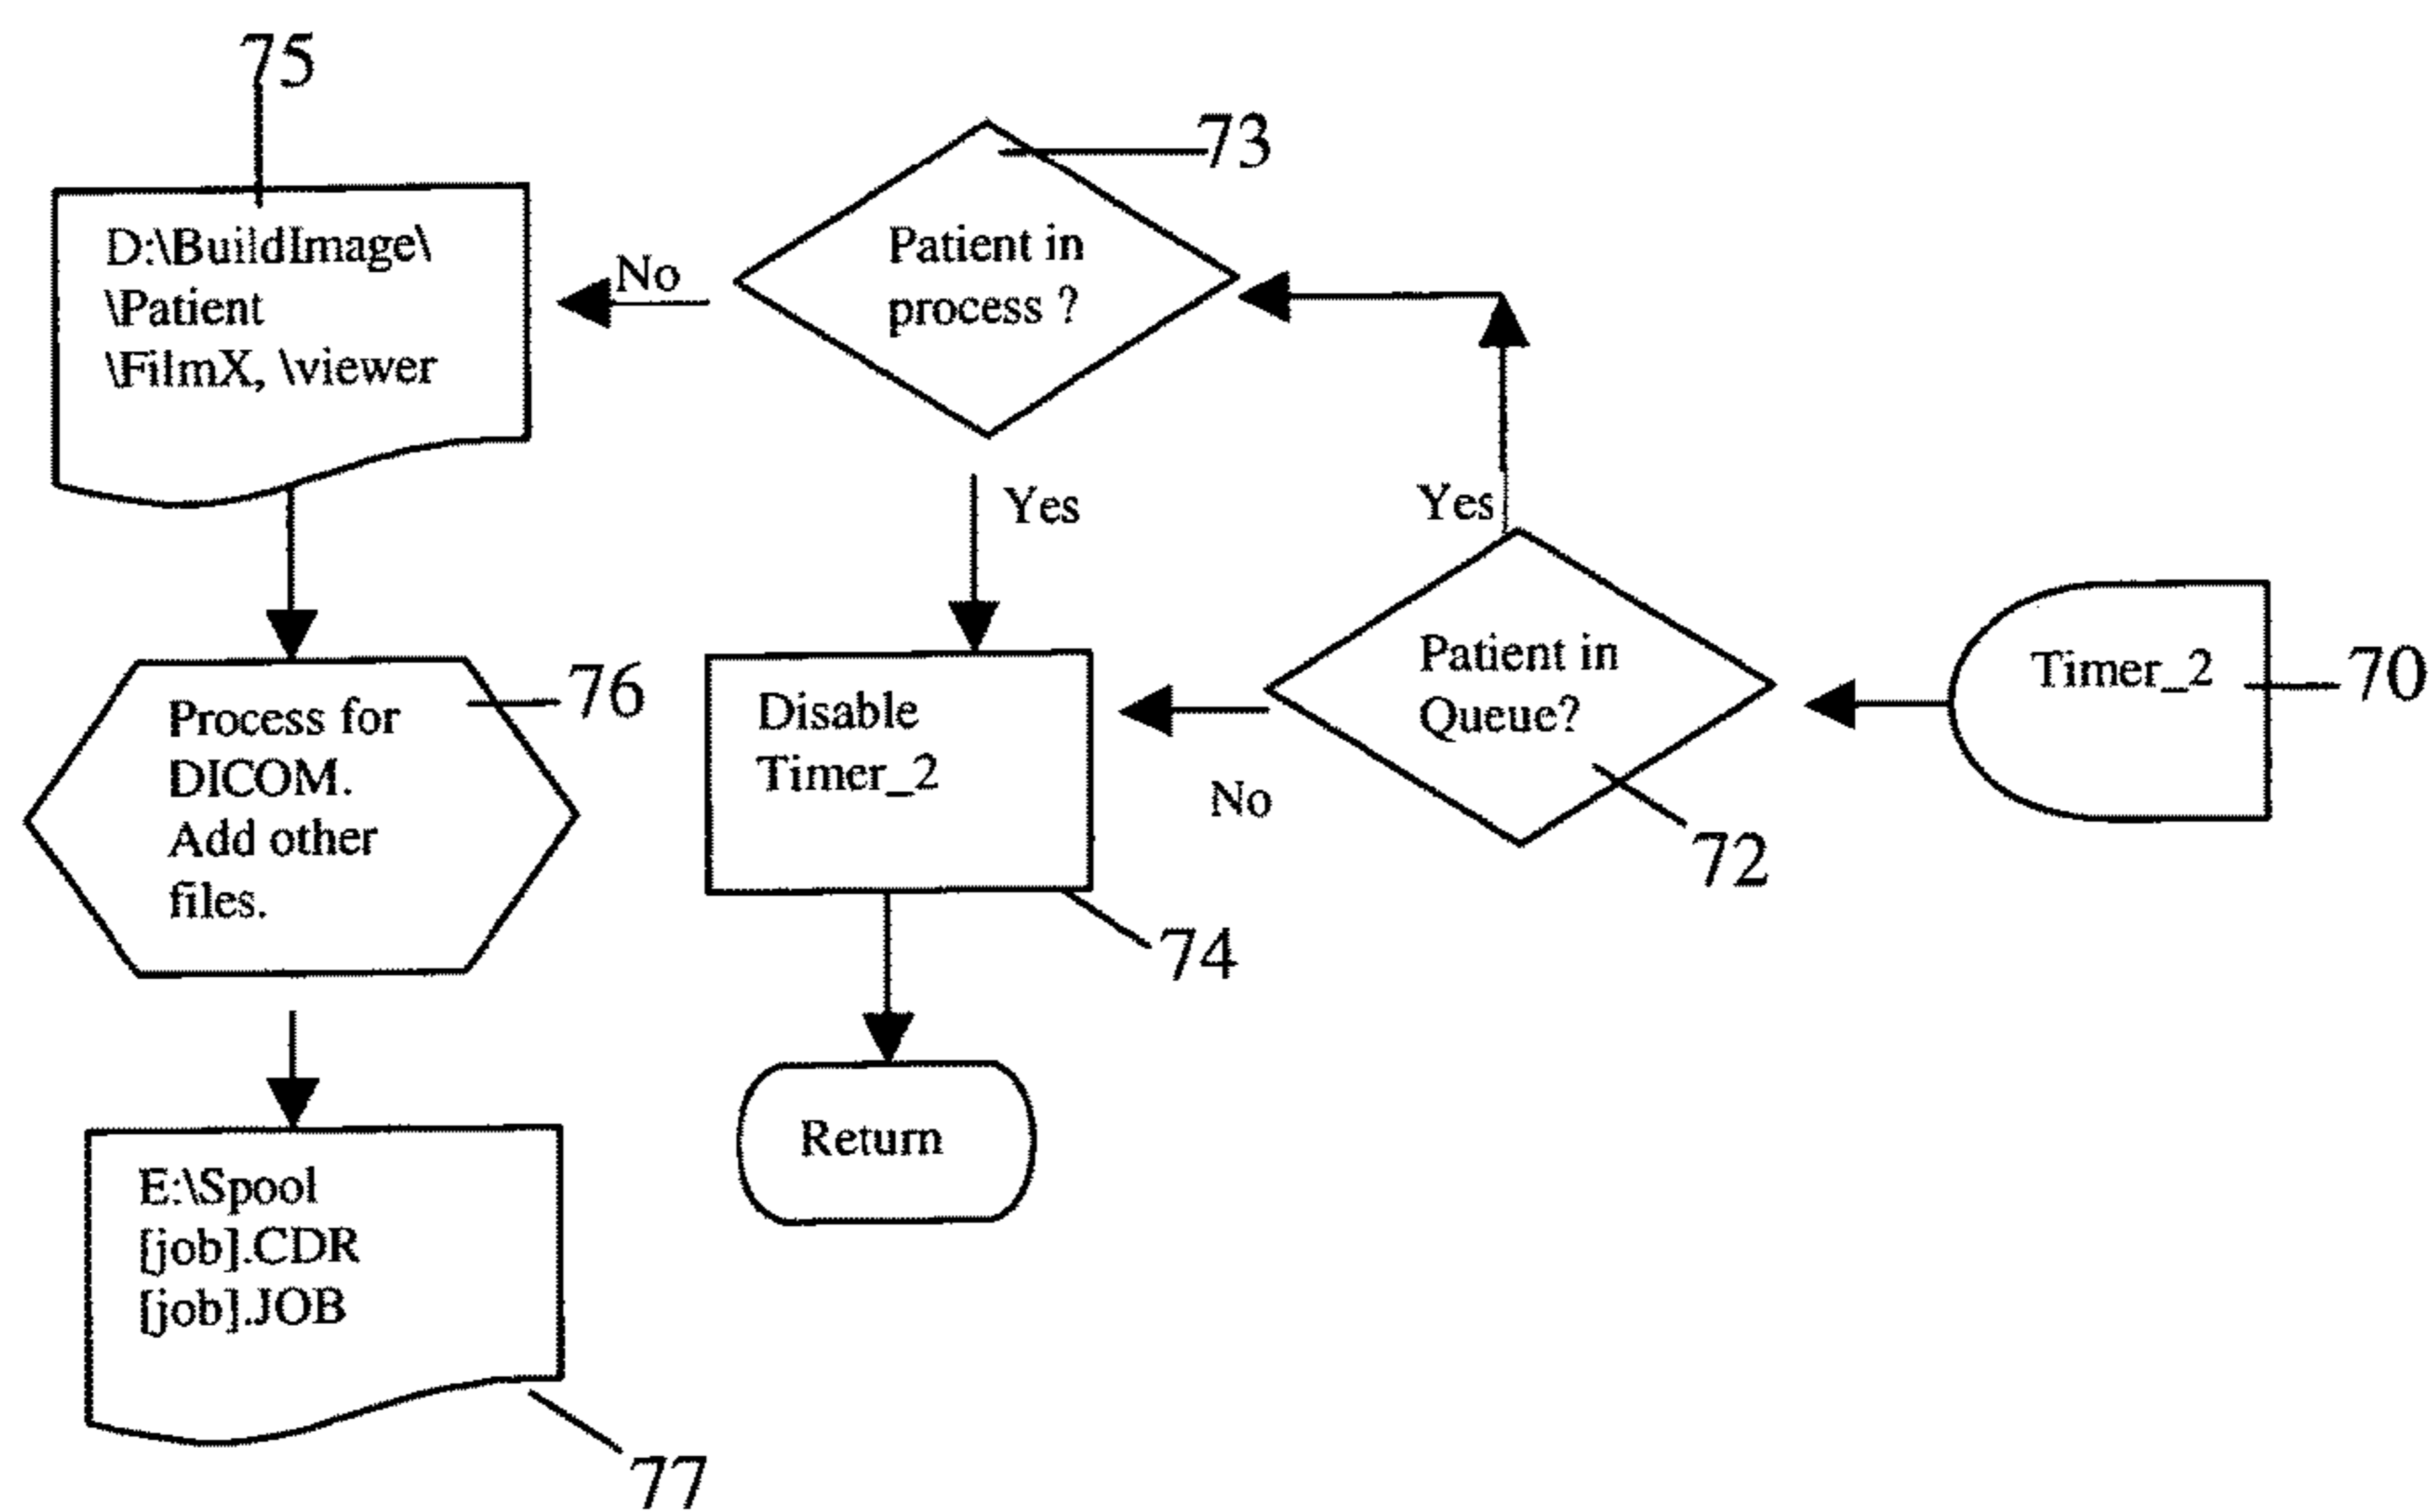 75
D:\BuildImage\
\Patient
\FilmX, \viewer
No
73
Patient in
process ?
Yes
Yes
Patient in
Queue?
72
No
Timer_2
70
Process for
DICOM.
Add other
files.
76
Disable
Timer_2
74
Return
E:\Spool
[job].CDR
[job].JOB
77